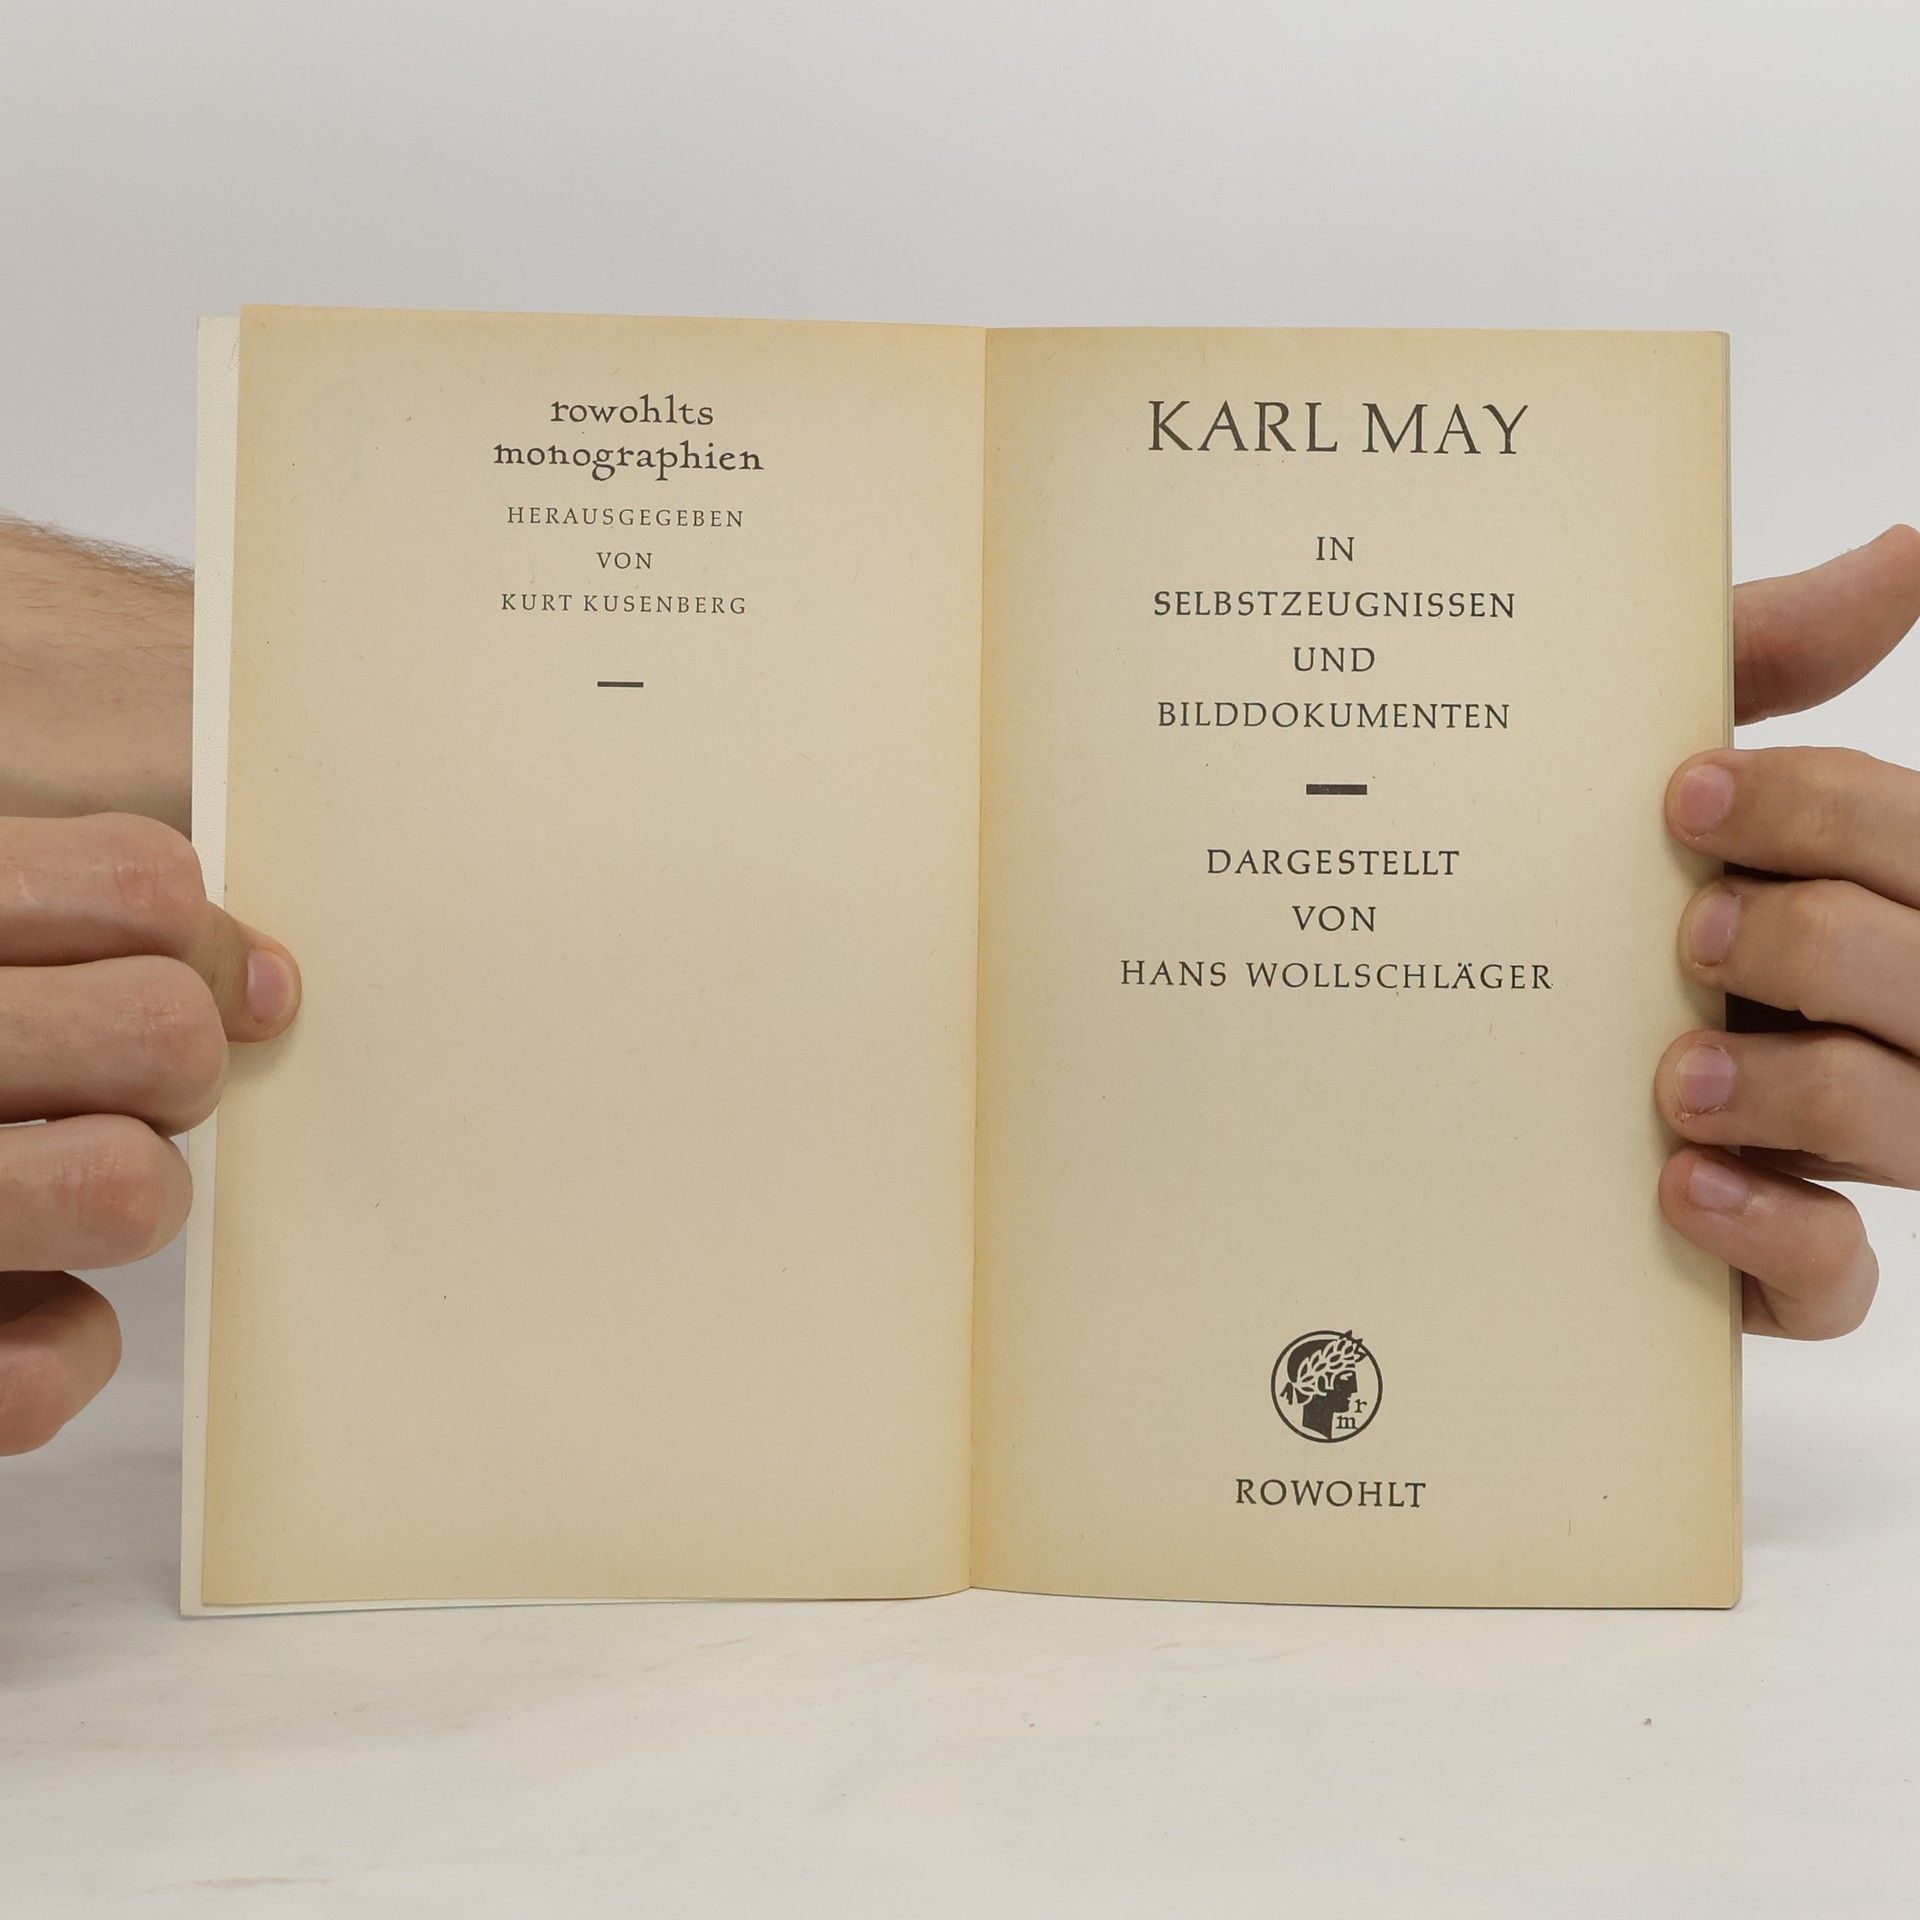 rowohlts
monographien
HERAUSGEGEBEN
VON
KURT KUSENBERG
KARL MAY
IN
SELBSTZEUGNISSEN
UND
BILDDOKUMENTEN
DARGESTELLT
VON
HANS WOLLSCHLÄGER
r
m
ROWOHLT